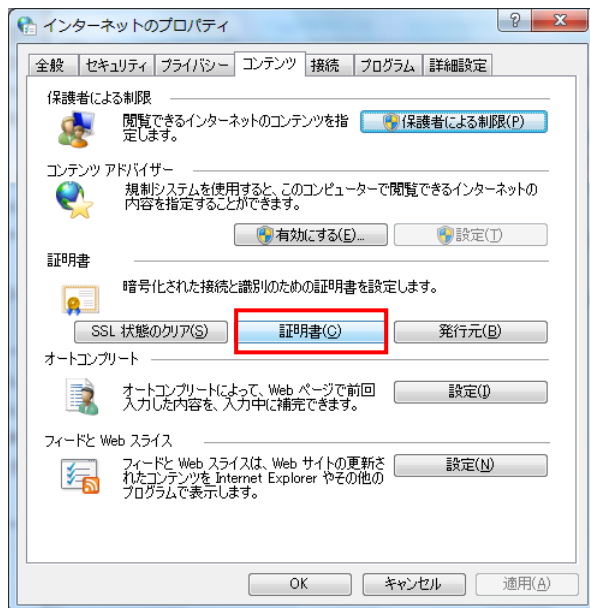 インターネットのプロパティ
全般 セキュリティ プライバシー コンテンツ 接続 プログラム 詳細設定
保護者による制限
閲覧できるインターネットのコンテンツを指
定します。
保護者による制限(P)
コンテンツ アドバイザー
規制システムを使用すると、このコンピューターで閲覧できるインターネットの
内容を指定することができます。
有効にする(E)... 設定(T)
証明書
暗号化された接続と識別のための証明書を設定します。
SSL 状態のクリア(S) 証明書(C) 発行元(B)
オートコンプリート
オートコンプリートによって、Web ページで前回
入力した内容を、入力中に補完できます。
設定(I)
フィードと Web スライス
フィードと Web スライスは、Web サイトの更新さ
れたコンテンツを Internet Explorer やその他の
プログラムで表示します。
設定(N)
OK キャンセル 適用(A)